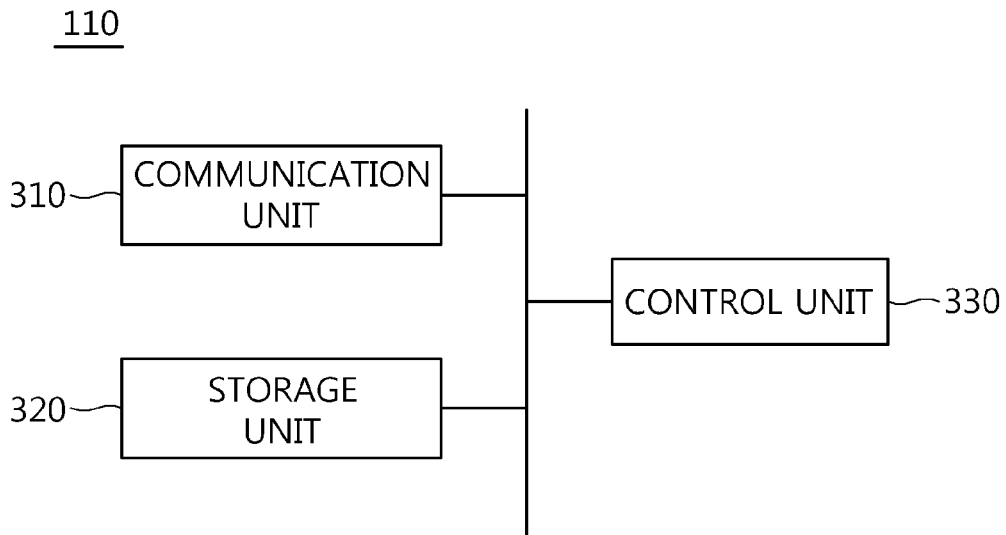 110
310
COMMUNICATION
UNIT
CONTROL UNIT
330
320
STORAGE
UNIT